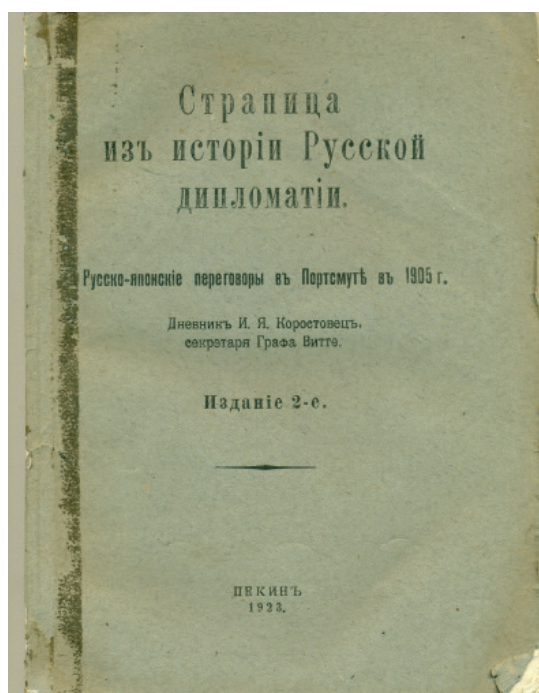 Страница
изъ исторіи Русской
дипломатіи.
Русско-японскіе переговоры въ Портсмутѣ въ 1905 г.
Дневникъ И. Я. Коростовецъ,
секретаря Графа Витте.
Изданіе 2-е.
ПЕКИНЪ
1923.